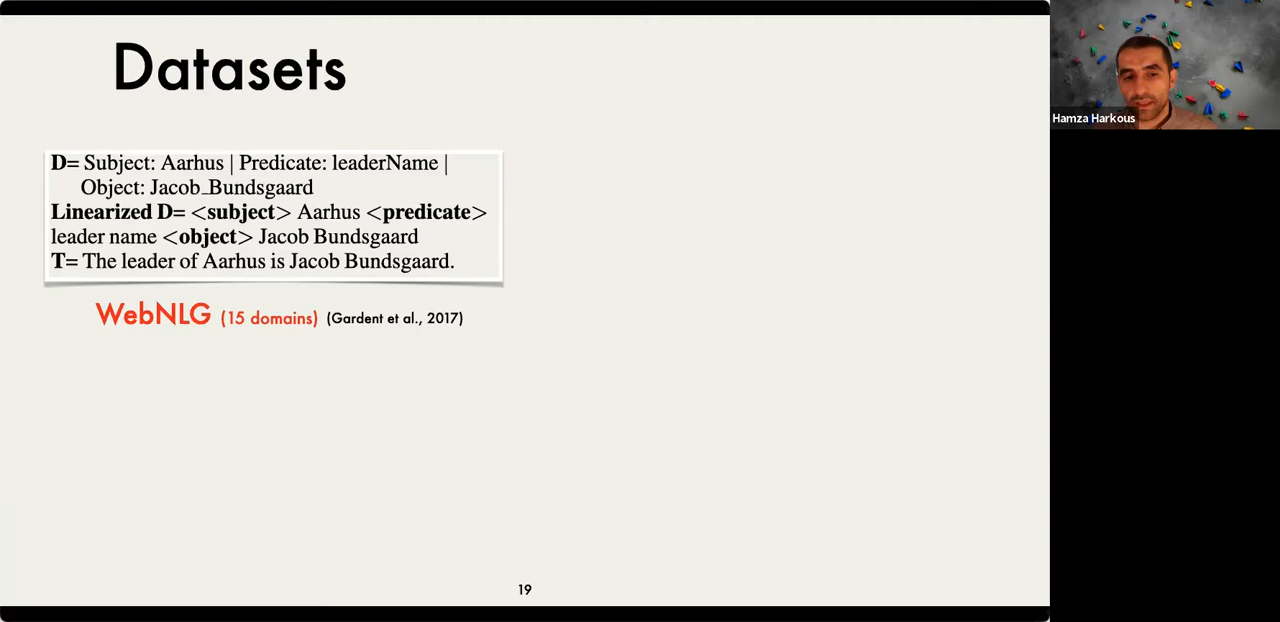 Datasets
D= Subject: Aarhus | Predicate: leaderName |
Object: Jacob_Bundsgaard
Linearized D= <subject> Aarhus <predicate>
leader name <object> Jacob Bundsgaard
T= The leader of Aarhus is Jacob Bundsgaard.
WebNLG (15 domains) (Gardent et al., 2017)
19
Hamza Harkous